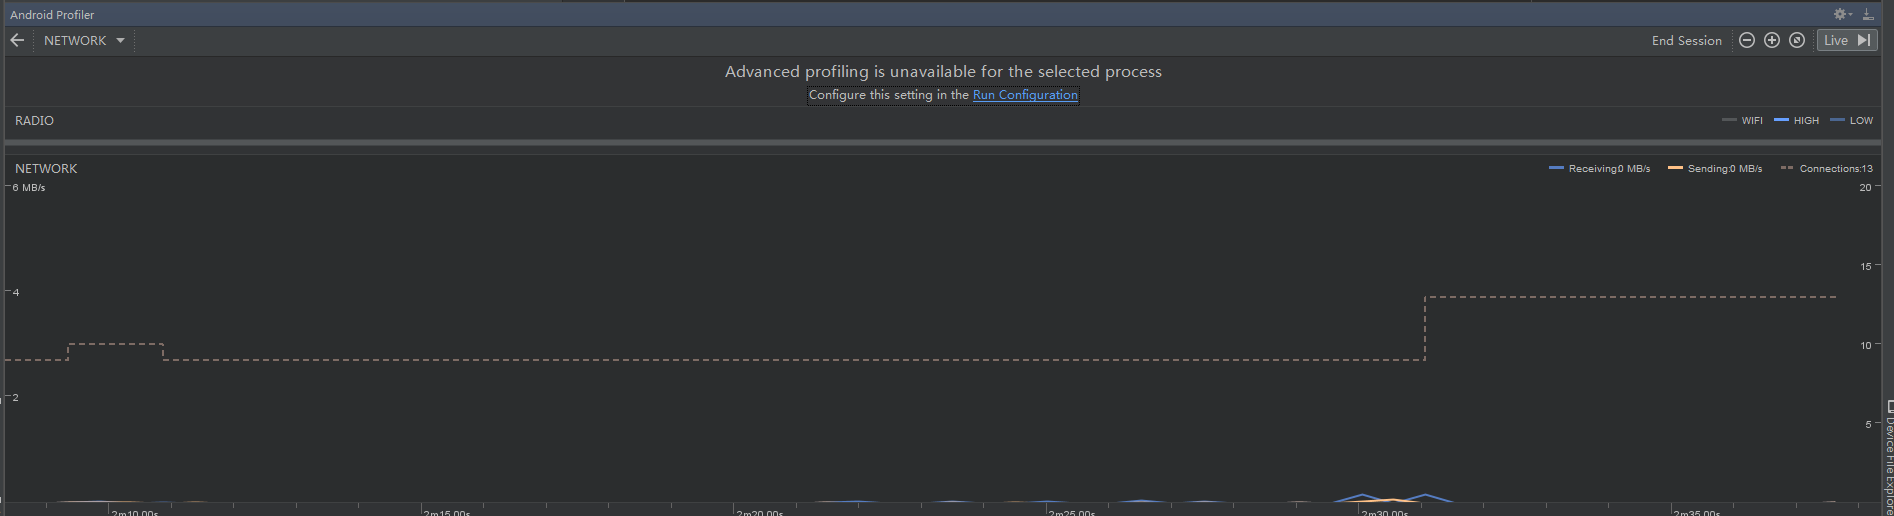 Android Profiler
NETWORK
End Session
Live
Advanced profiling is unavailable for the selected process
Configure this setting in the Run Configuration
RADIO
WIFI HIGH LOW
NETWORK
Receiving:0 MB/s Sending:0 MB/s Connections:13
6 MB/s
20
15
4
10
2
5
Device File Explorer
2m10.00s 2m15.00s 2m20.00s 2m25.00s 2m30.00s 2m35.00s